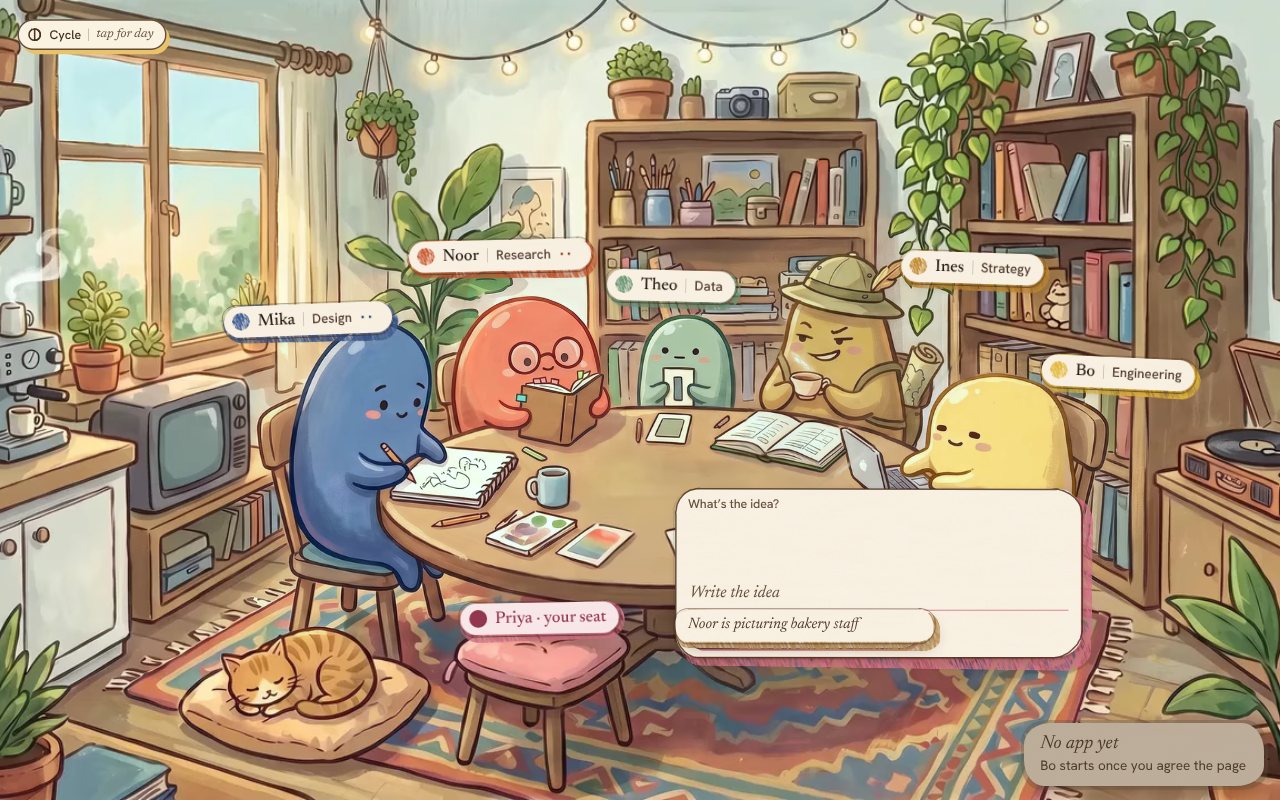 Cycle tap for day
Noor Research
Ines Strategy
Theo Data
Mika Design
Bo Engineering
What's the idea?
Write the idea
Priya · your seat
Noor is picturing bakery staff
No app yet
Bo starts once you agree the page